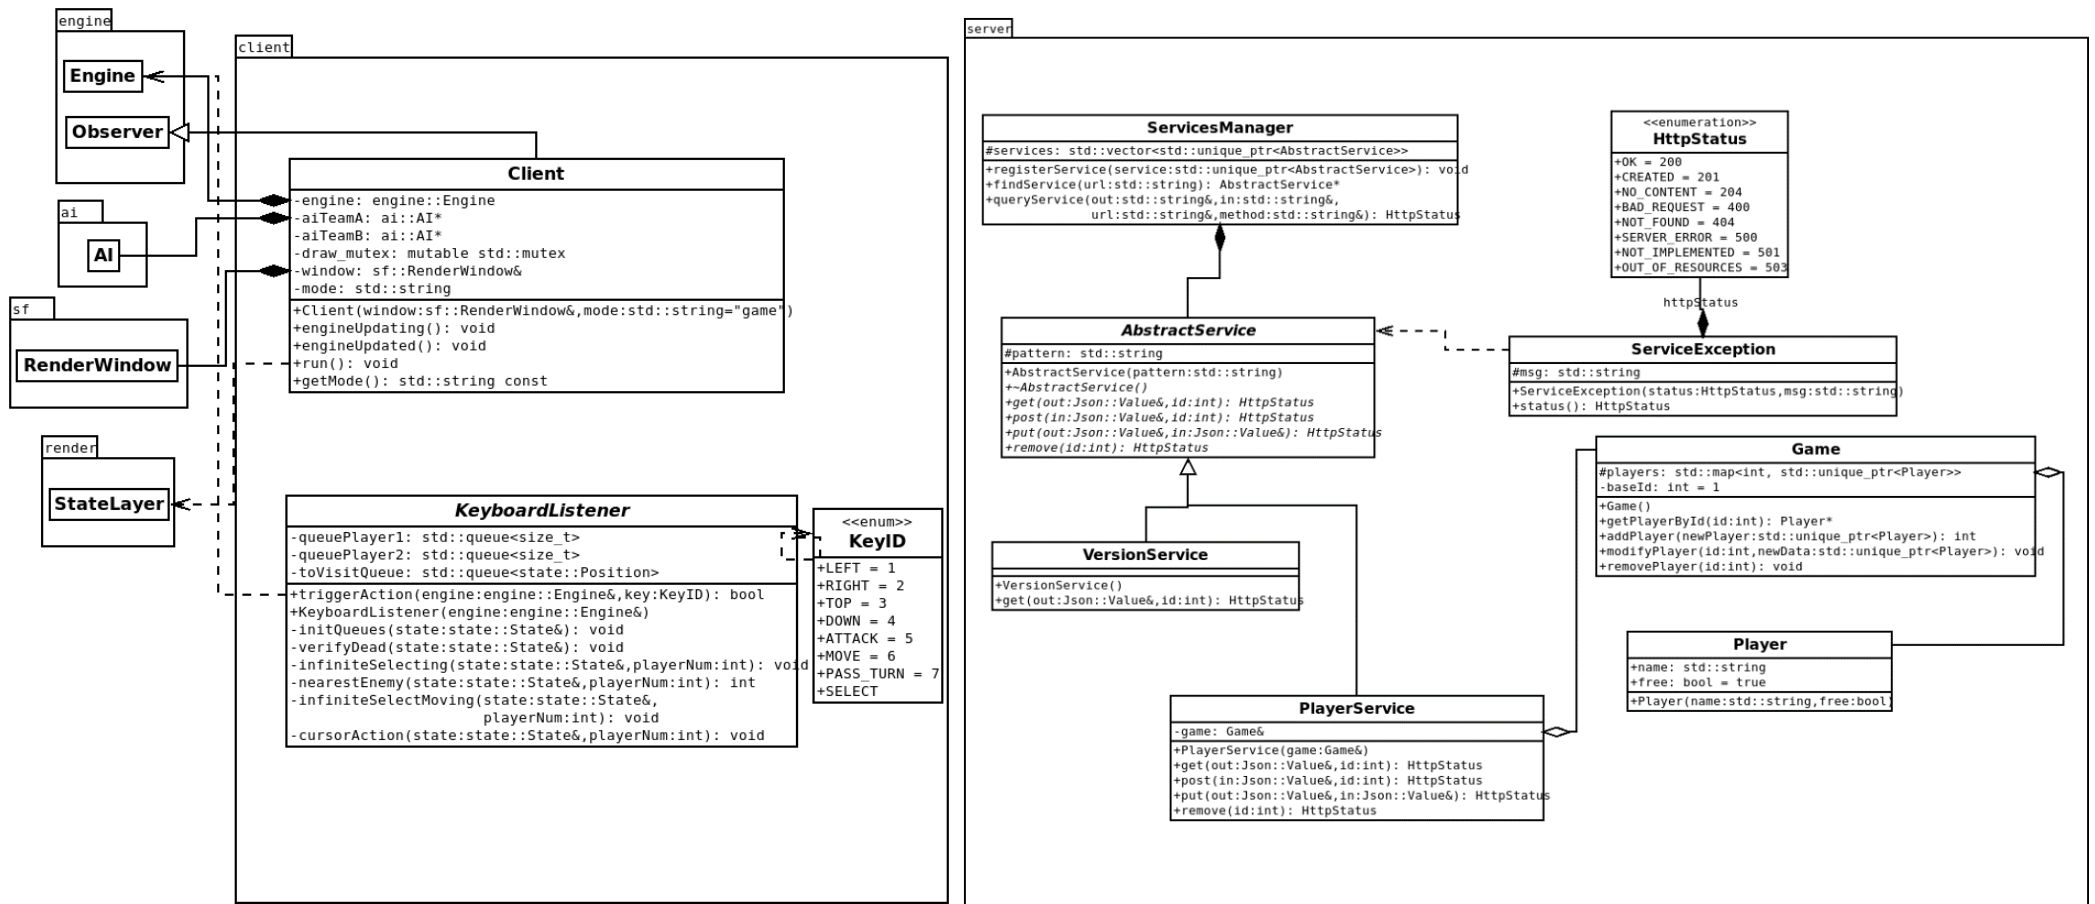 engine
Engine
Observer
ai
AI
sf
RenderWindow
render
StateLayer
client
Client
-engine: engine::Engine
-aiTeamA: ai::AI*
-aiTeamB: ai::AI*
-draw_mutex: mutable std::mutex
-window: sf::RenderWindow&
-mode: std::string
+Client(window:sf::RenderWindow&,mode:std::string="game")
+engineUpdating(): void
+engineUpdated(): void
+run(): void
+getMode(): std::string const
KeyboardListener
-queuePlayer1: std::queue<size_t>
-queuePlayer2: std::queue<size_t>
-toVisitQueue: std::queue<state::Position>
+triggerAction(engine:engine::Engine&,key:KeyID): bool
+KeyboardListener(engine:engine::Engine&)
-initQueues(state:state::State&): void
-verifyDead(state:state::State&): void
-infiniteSelecting(state:state::State&,playerNum:int): void
-nearestEnemy(state:state::State&,playerNum:int): int
-infiniteSelectMoving(state:state::State&,
playerNum:int): void
-cursorAction(state:state::State&,playerNum:int): void
<<enum>>
KeyID
+LEFT = 1
+RIGHT = 2
+TOP = 3
+DOWN = 4
+ATTACK = 5
+MOVE = 6
+PASS_TURN = 7
+SELECT
server
ServicesManager
#services: std::vector<std::unique_ptr<AbstractService>>
+registerService(service:std::unique_ptr<AbstractService>): void
+findService(url:std::string): AbstractService*
+queryService(out:std::string&,in:std::string&,
url:std::string&,method:std::string&): HttpStatus
<<enumeration>>
HttpStatus
+OK = 200
+CREATED = 201
+NO_CONTENT = 204
+BAD_REQUEST = 400
+NOT_FOUND = 404
+SERVER_ERROR = 500
+NOT_IMPLEMENTED = 501
+OUT_OF_RESOURCES = 503
httpStatus
AbstractService
#pattern: std::string
+AbstractService(pattern:std::string)
+~AbstractService()
+get(out:Json::Value&,id:int): HttpStatus
+post(in:Json::Value&,id:int): HttpStatus
+put(out:Json::Value&,in:Json::Value&): HttpStatus
+remove(id:int): HttpStatus
ServiceException
#msg: std::string
+ServiceException(status:HttpStatus,msg:std::string)
+status(): HttpStatus
Game
#players: std::map<int, std::unique_ptr<Player>>
-baseId: int = 1
+Game()
+getPlayerById(id:int): Player*
+addPlayer(newPlayer:std::unique_ptr<Player>): int
+modifyPlayer(id:int,newData:std::unique_ptr<Player>): void
+removePlayer(id:int): void
VersionService
+VersionService()
+get(out:Json::Value&,id:int): HttpStatus
Player
+name: std::string
+free: bool = true
+Player(name:std::string,free:bool)
PlayerService
-game: Game&
+PlayerService(game:Game&)
+get(out:Json::Value&,id:int): HttpStatus
+post(in:Json::Value&,id:int): HttpStatus
+put(out:Json::Value&,in:Json::Value&): HttpStatus
+remove(id:int): HttpStatus